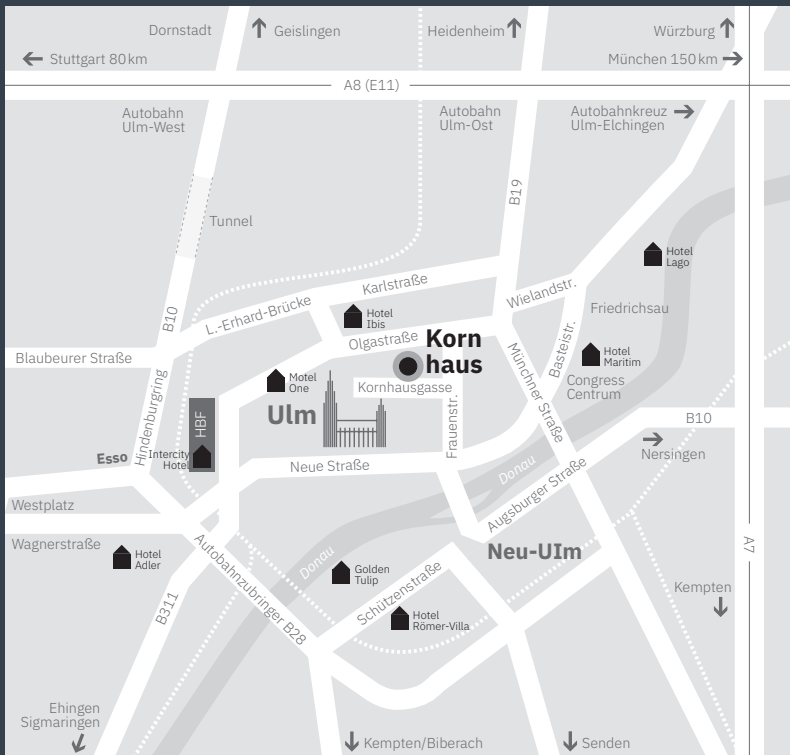 Dornstadt
Geislingen
Heidenheim
Würzburg
Stuttgart 80 km
München 150 km
A8 (E11)
Autobahn
Ulm-West
Autobahn
Ulm-Ost
Autobahnkreuz
Ulm-Elchingen
Tunnel
B19
Hotel
Lago
Karlstraße
Wielandstr.
L.-Erhard-Brücke
B10
Hotel
Ibis
Friedrichsau
Olgastraße
Korn
haus
Basteistr.
Blaubeurer Straße
Hotel
Maritim
Motel
One
Kornhausgasse
Congress
Centrum
Münchner Straße
Ulm
HBF
Hindenburgring
Frauenstr.
B10
Esso
Intercity
Hotel
Nersingen
Neue Straße
Donau
Augsburger Straße
Westplatz
Wagnerstraße
Hotel
Adler
Autobahnzubringer B28
Donau
Neu-Ulm
A7
Golden
Tulip
Schützenstraße
Kempten
B311
Hotel
Römer-Villa
Ehingen
Sigmaringen
Kempten/Biberach
Senden